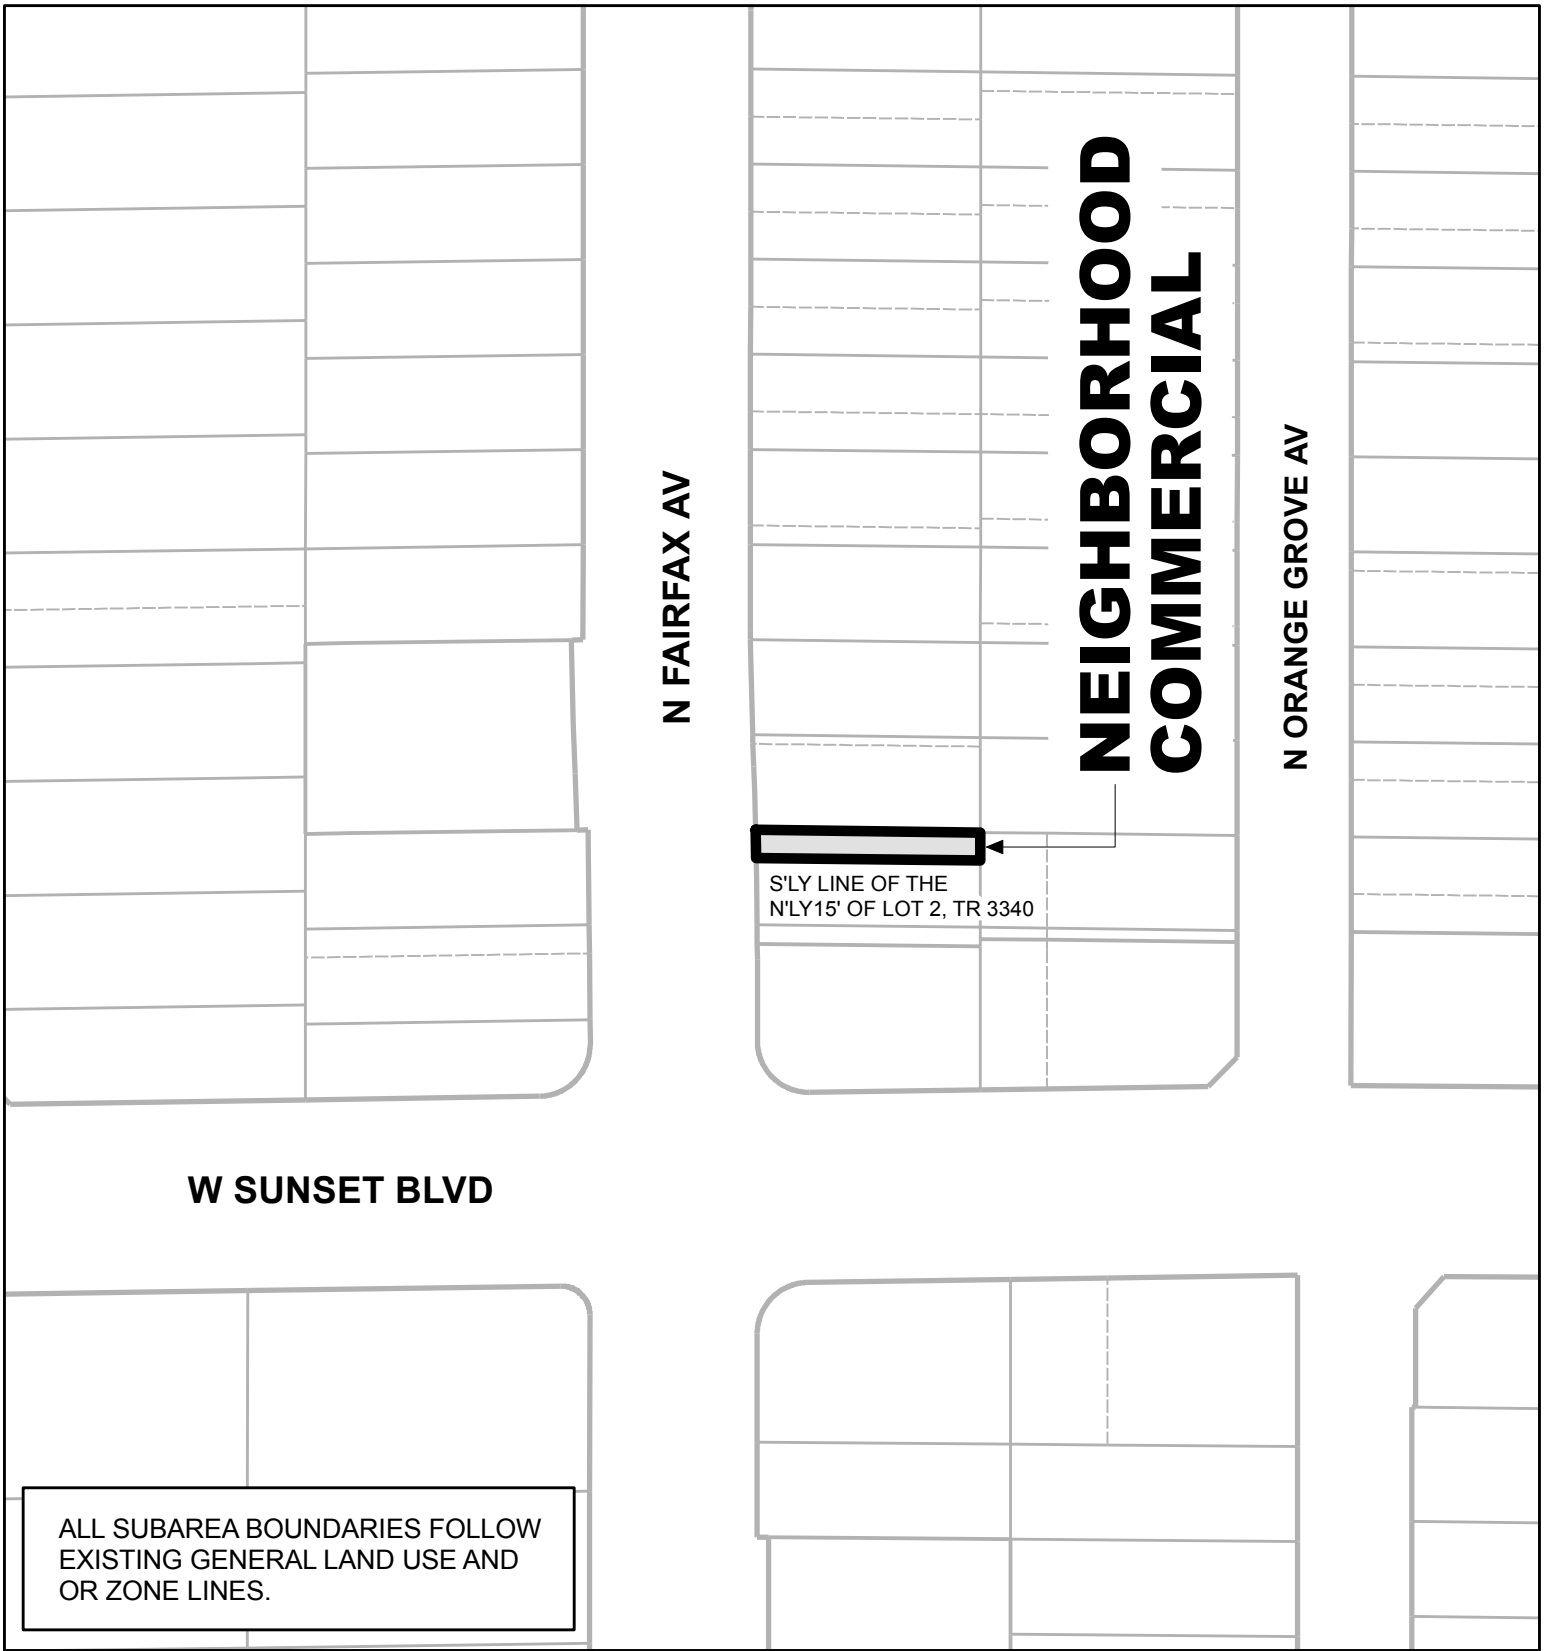 NEIGHBORHOOD
COMMERCIAL
N FAIRFAX AV
N ORANGE GROVE AV
S'LY LINE OF THE
N'LY15' OF LOT 2, TR 3340
W SUNSET BLVD
ALL SUBAREA BOUNDARIES FOLLOW
EXISTING GENERAL LAND USE AND
OR ZONE LINES.